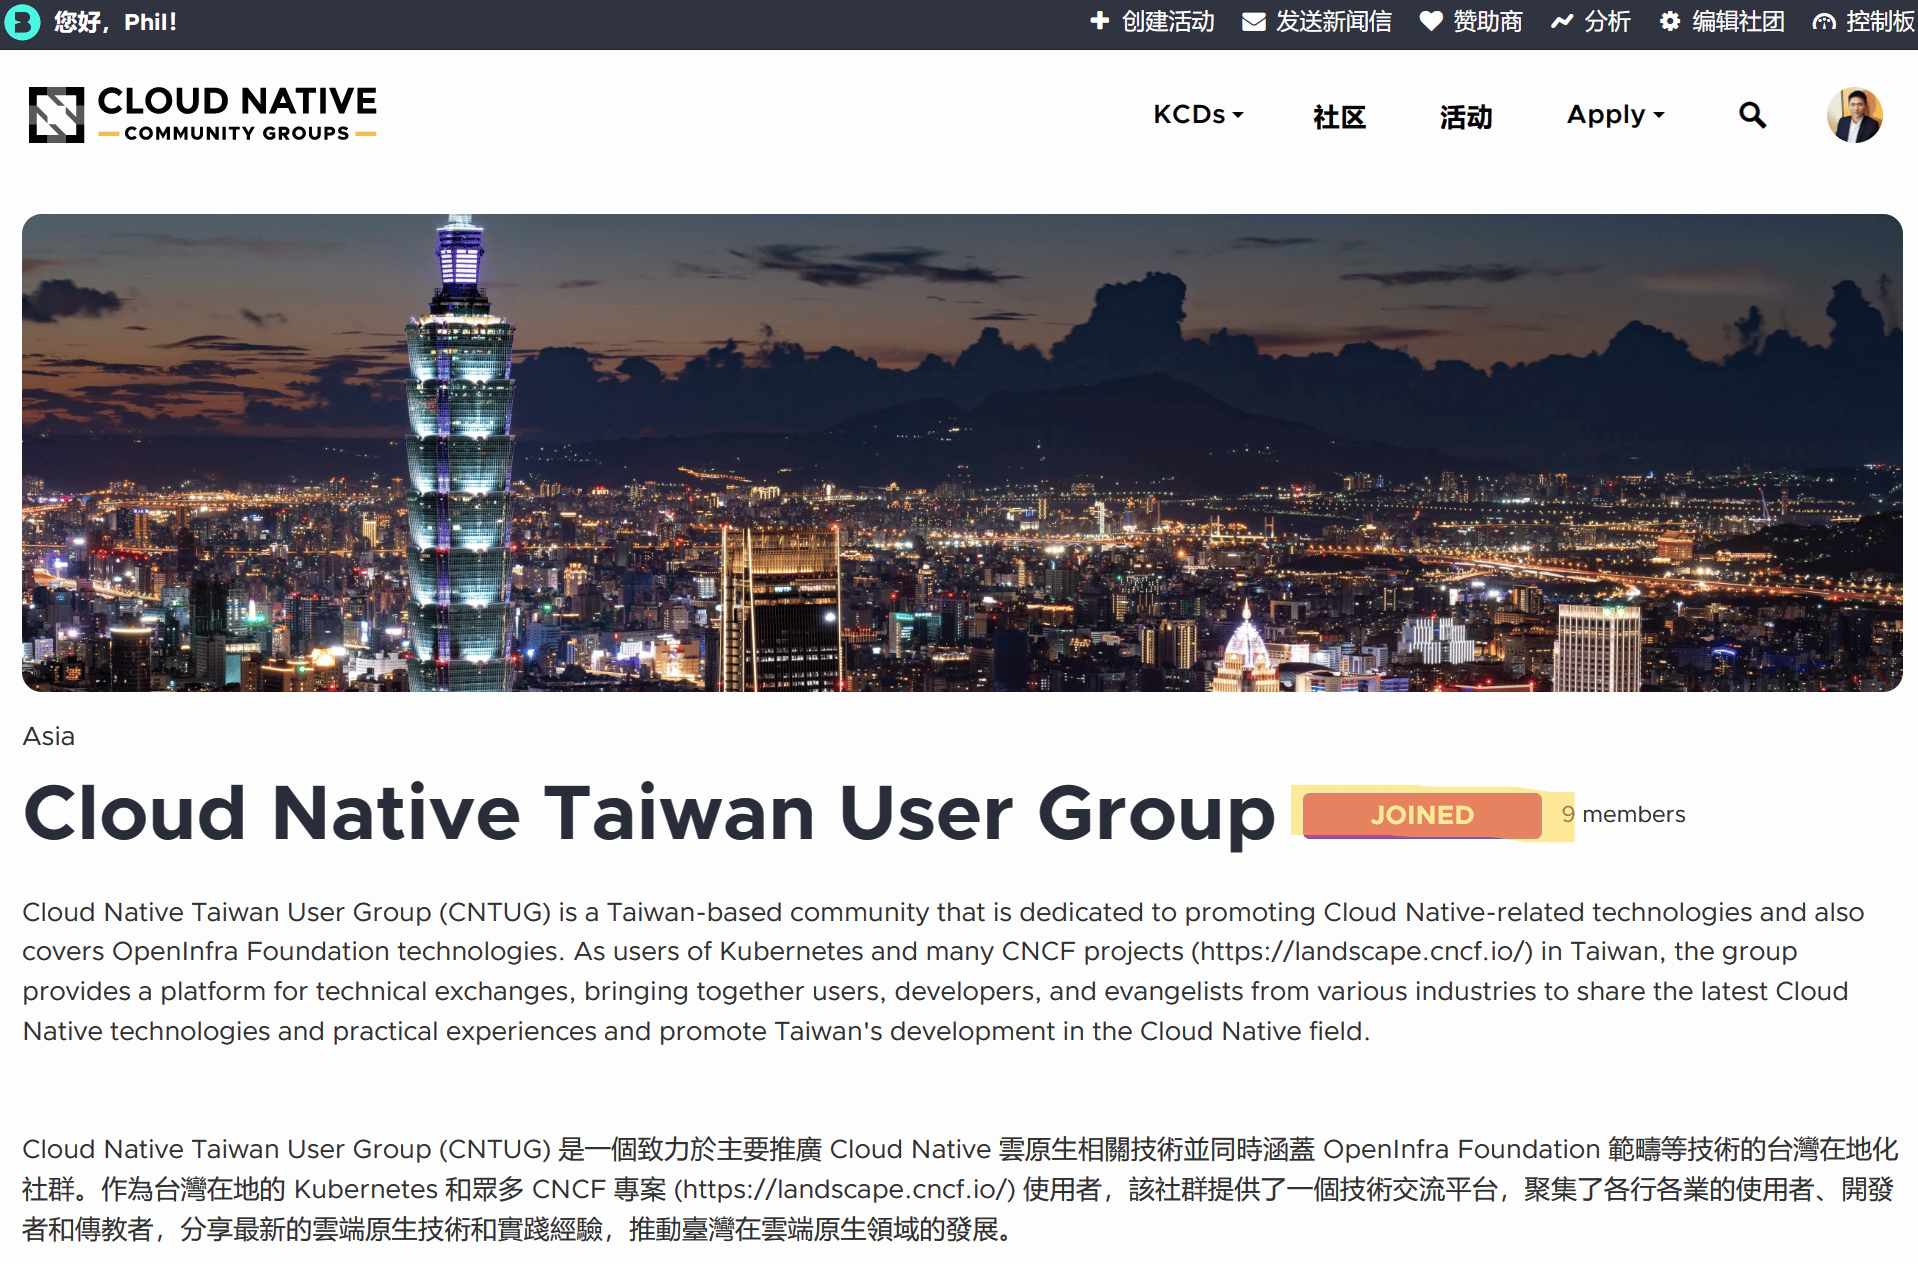 您好，Phil!
创建活动 发送新闻信 赞助商 分析 编辑社团 控制板
CLOUD NATIVE
COMMUNITY GROUPS
KCDs 社区 活动 Apply
Asia
Cloud Native Taiwan User Group JOINED 9 members
Cloud Native Taiwan User Group (CNTUG) is a Taiwan-based community that is dedicated to promoting Cloud Native-related technologies and also
covers OpenInfra Foundation technologies. As users of Kubernetes and many CNCF projects (https://landscape.cncf.io/) in Taiwan, the group
provides a platform for technical exchanges, bringing together users, developers, and evangelists from various industries to share the latest Cloud
Native technologies and practical experiences and promote Taiwan's development in the Cloud Native field.
Cloud Native Taiwan User Group (CNTUG) 是一個致力於主要推廣 Cloud Native 雲原生相關技術並同時涵蓋 OpenInfra Foundation 範疇等技術的台灣在地化
社群。作為台灣在地的 Kubernetes 和眾多 CNCF 專案 (https://landscape.cncf.io/) 使用者，該社群提供了一個技術交流平台，聚集了各行各業的使用者、開發
者和傳教者，分享最新的雲端原生技術和實踐經驗，推動臺灣在雲端原生領域的發展。